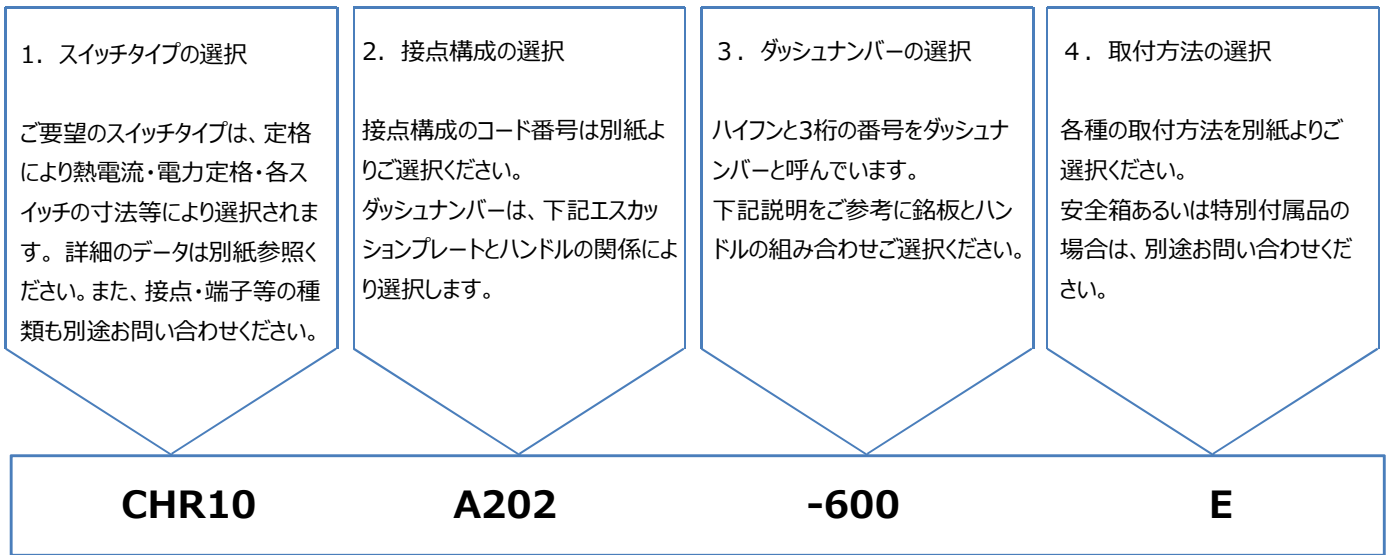 1. スイッチタイプの選択
ご要望のスイッチタイプは、定格
により熱電流・電力定格・各ス
イッチの寸法等により選択されま
す。詳細のデータは別紙参照く
ださい。また、接点・端子等の種
類も別途お問い合わせください。
2. 接点構成の選択
接点構成のコード番号は別紙よ
りご選択ください。
ダッシュナンバーは、下記エスカッ
ションプレートとハンドルの関係によ
り選択します。
3. ダッシュナンバーの選択
ハイフンと3桁の番号をダッシュナ
ンバーと呼んでいます。
下記説明をご参考に銘板とハン
ドルの組み合わせご選択ください。
4. 取付方法の選択
各種の取付方法を別紙よりご
選択ください。
安全箱あるいは特別付属品の
場合は、別途お問い合わせくだ
さい。
CHR10 A202 -600 E